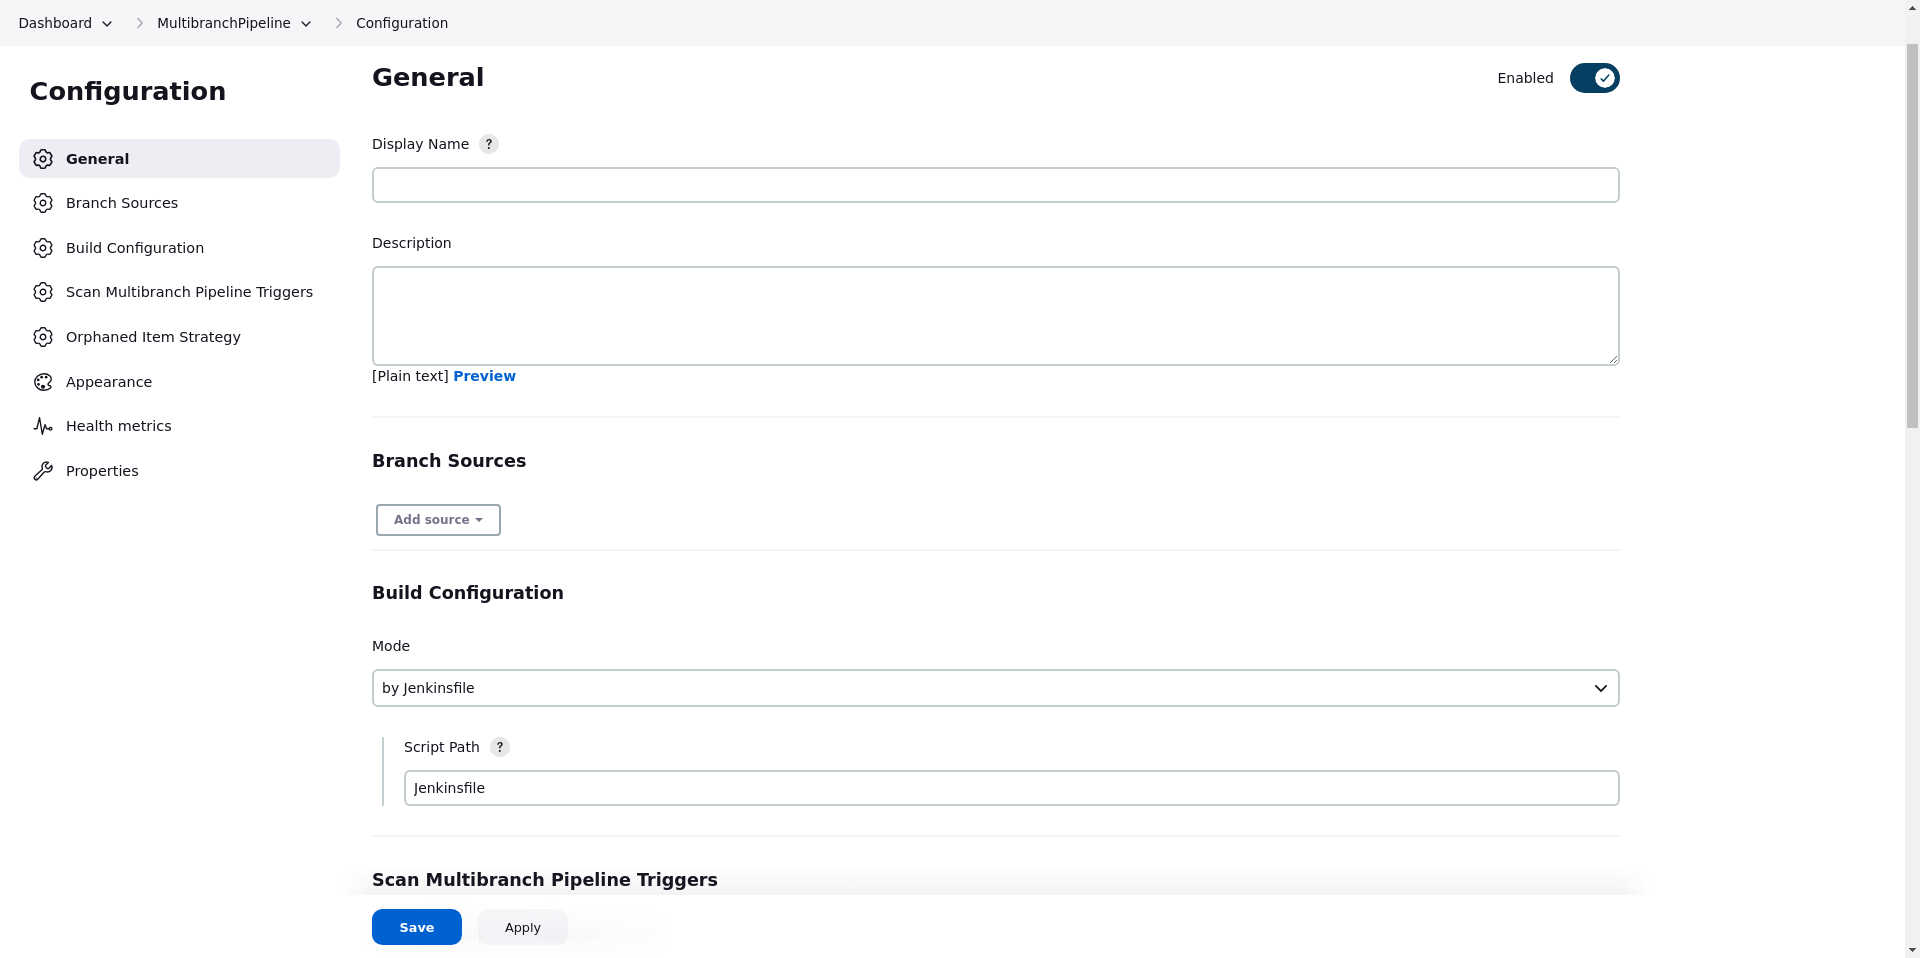 Dashboard MultibranchPipeline Configuration
Configuration
General
Branch Sources
Build Configuration
Scan Multibranch Pipeline Triggers
Orphaned Item Strategy
Appearance
Health metrics
Properties
General
Enabled
Display Name ?
Description
[Plain text] Preview
Branch Sources
Add source
Build Configuration
Mode
by Jenkinsfile
Script Path ?
Jenkinsfile
Scan Multibranch Pipeline Triggers
Save Apply